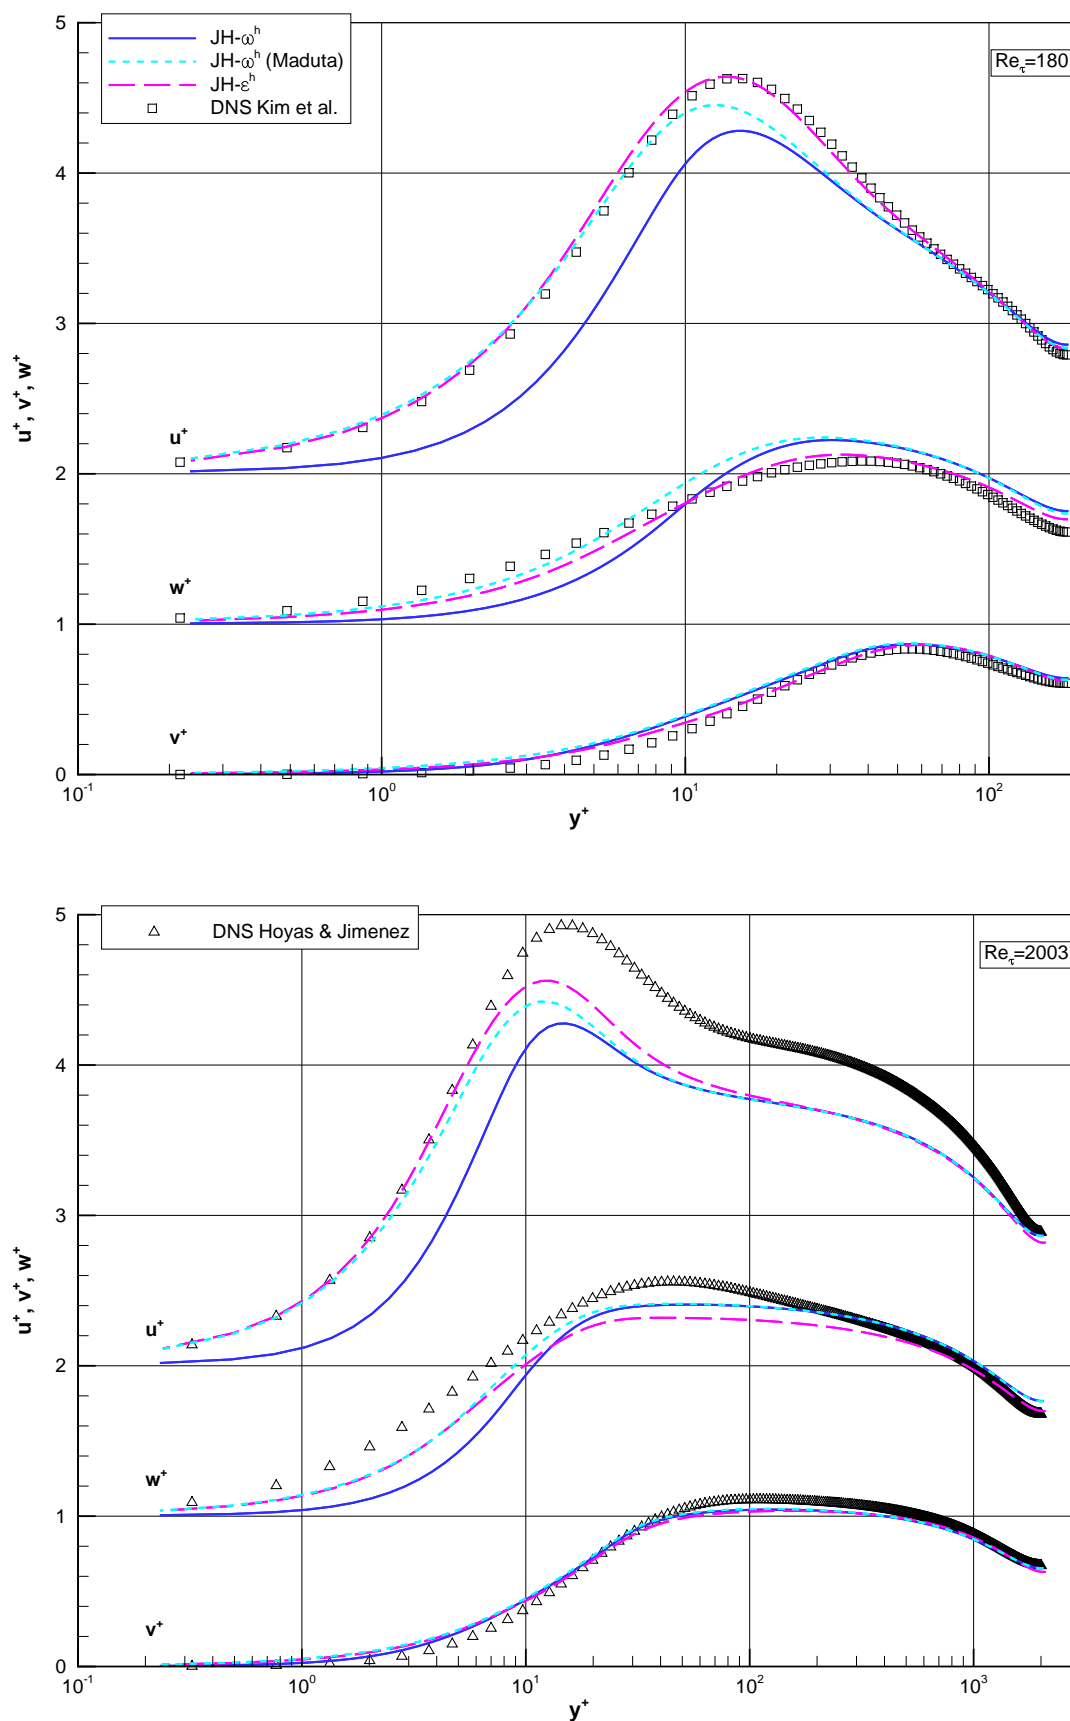 5
JH-ωʰ
JH-ωʰ (Maduta)
JH-εʰ
DNS Kim et al.
Re_τ=180
4
3
2
1
0
u⁺, v⁺, w⁺
u⁺
w⁺
v⁺
10⁻¹ 10⁰ 10¹ 10²
y⁺
5
DNS Hoyas & Jimenez
Re_τ=2003
4
3
2
1
0
u⁺, v⁺, w⁺
u⁺
w⁺
v⁺
10⁻¹ 10⁰ 10¹ 10² 10³
y⁺